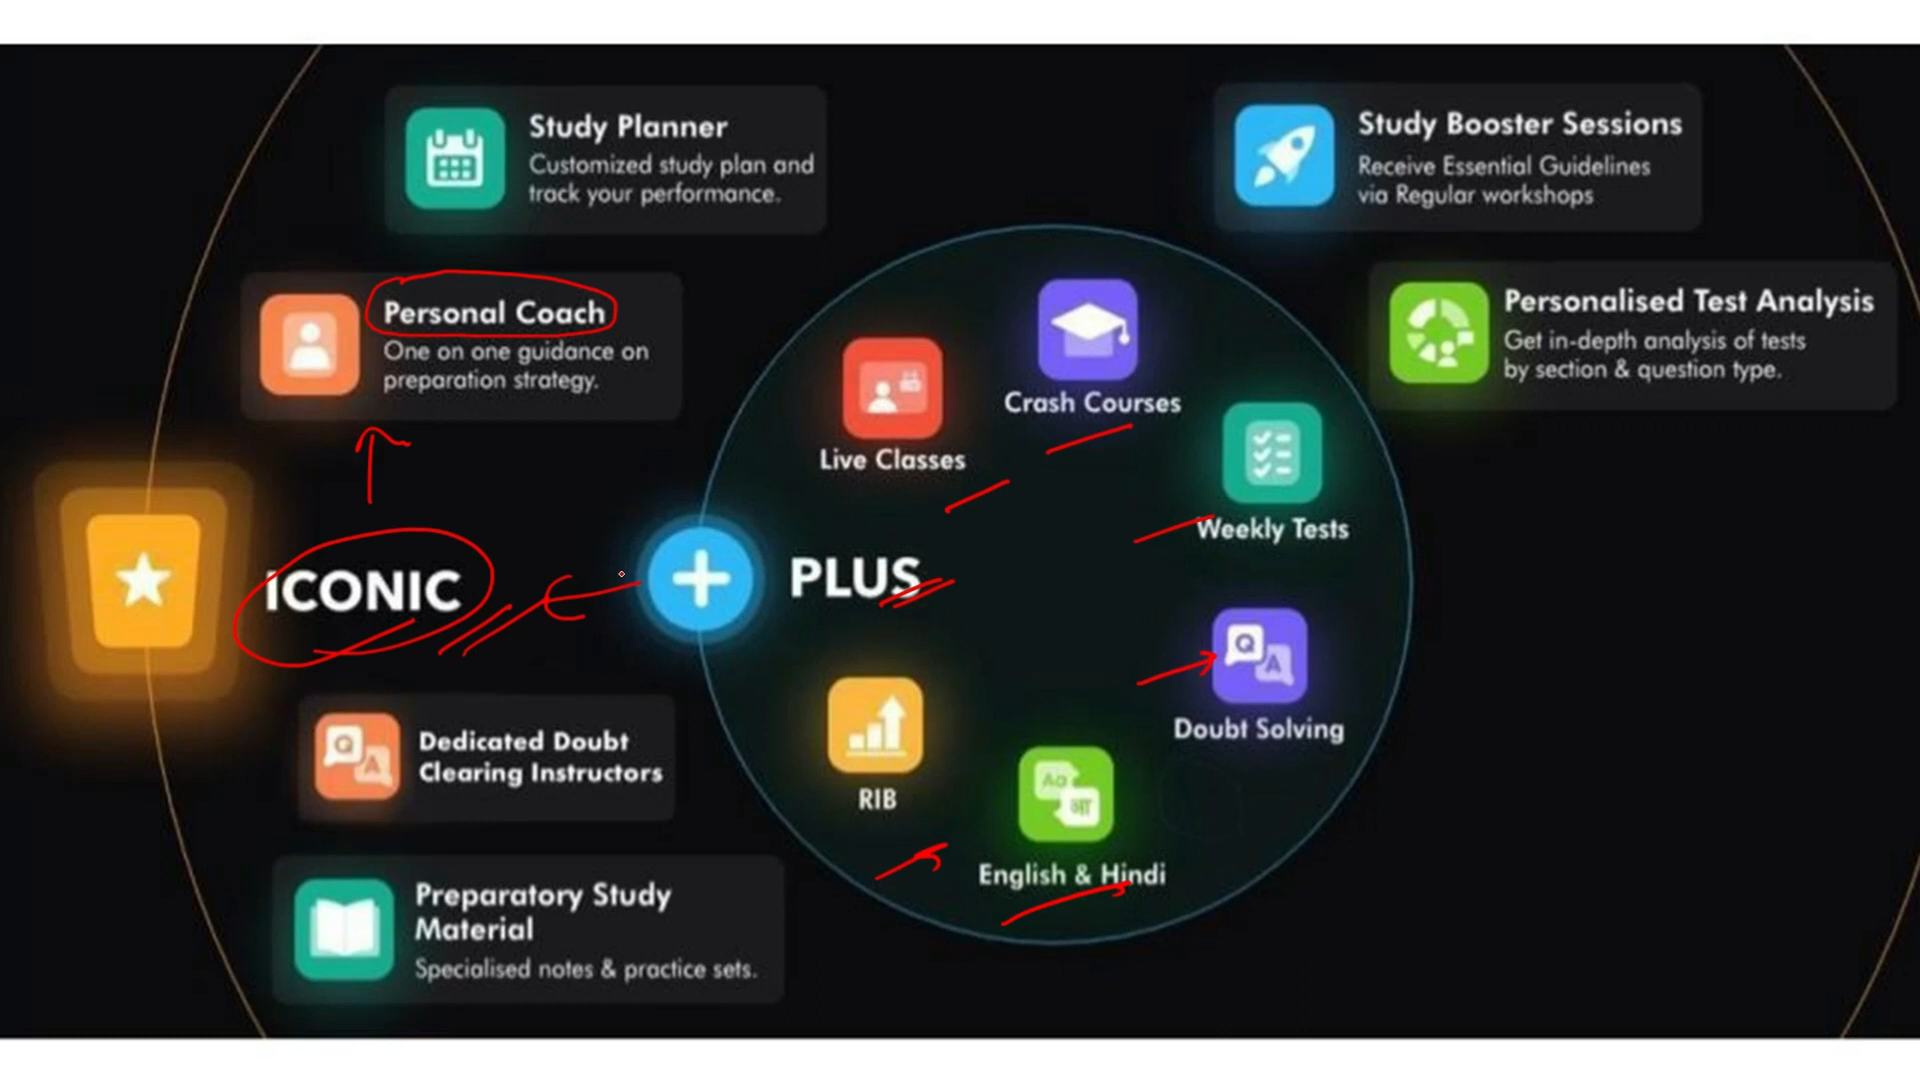 Study Planner
Customized study plan and
track your performance.
Study Booster Sessions
Receive Essential Guidelines
via Regular workshops
Personal Coach
One on one guidance on
preparation strategy.
Personalised Test Analysis
Get in-depth analysis of tests
by section & question type.
Crash Courses
Live Classes
Weekly Tests
ICONIC
PLUS
Q
A
Doubt Solving
Q
A
Dedicated Doubt
Clearing Instructors
RIB
Aa
अा
English & Hindi
Preparatory Study
Material
Specialised notes & practice sets.